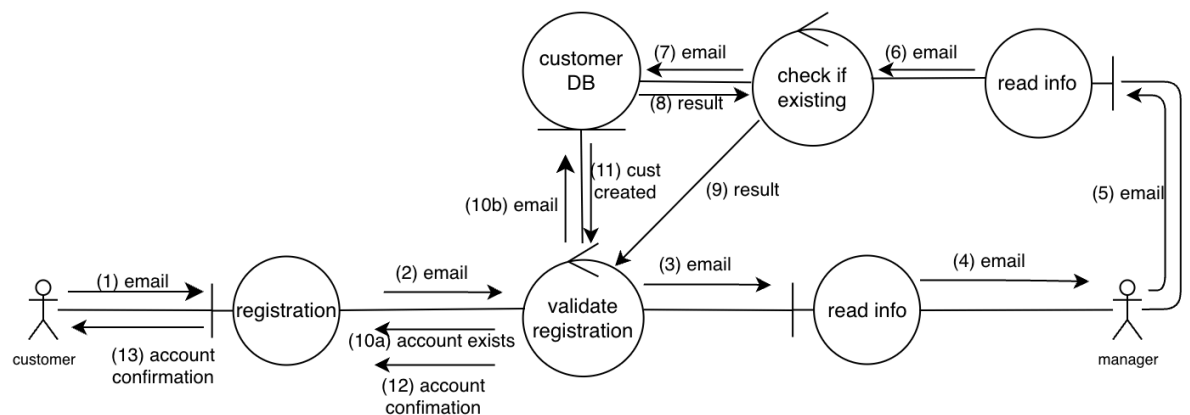 customer
DB
(7) email
(8) result
check if
existing
(6) email
read info
(11) cust
created
(10b) email
(9) result
(5) email
(1) email
registration
(2) email
validate
registration
(3) email
read info
(4) email
customer
(13) account
confirmation
(10a) account exists
(12) account
confimation
manager